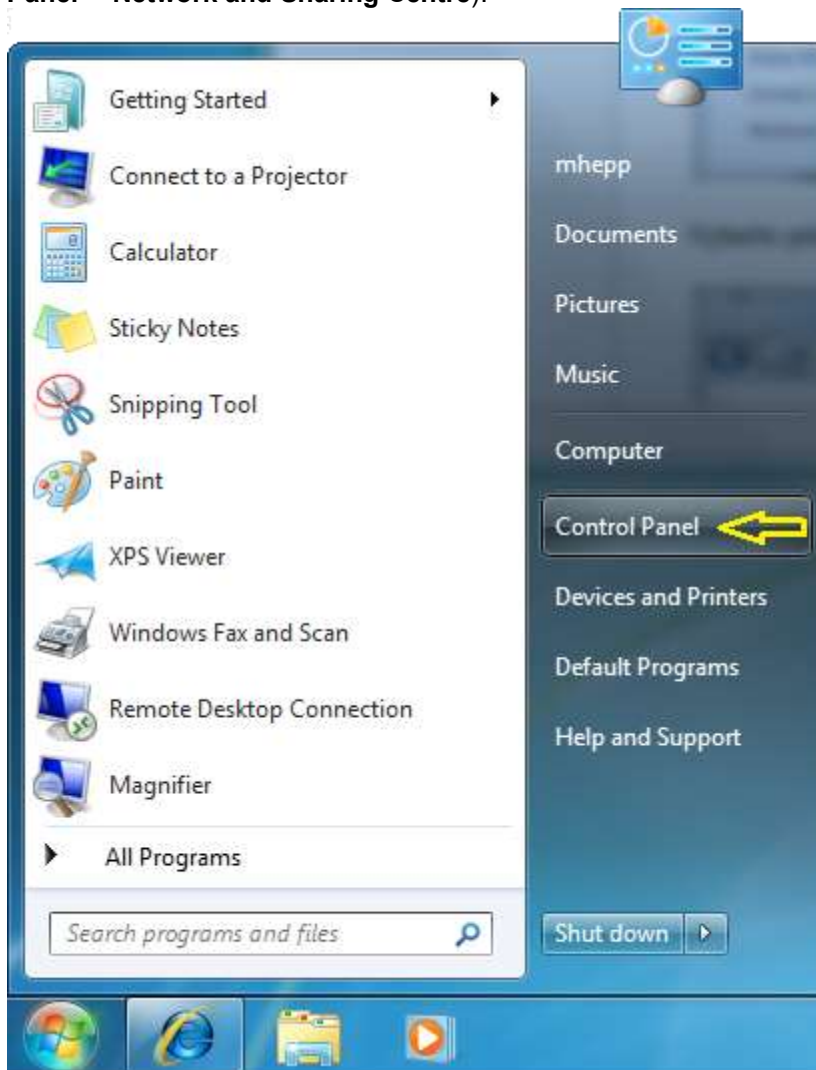 Panel – Network and Sharing Centre).
Getting Started
Connect to a Projector
Calculator
Sticky Notes
Snipping Tool
Paint
XPS Viewer
Windows Fax and Scan
Remote Desktop Connection
Magnifier
All Programs
Search programs and files
mhepp
Documents
Pictures
Music
Computer
Control Panel
Devices and Printers
Default Programs
Help and Support
Shut down